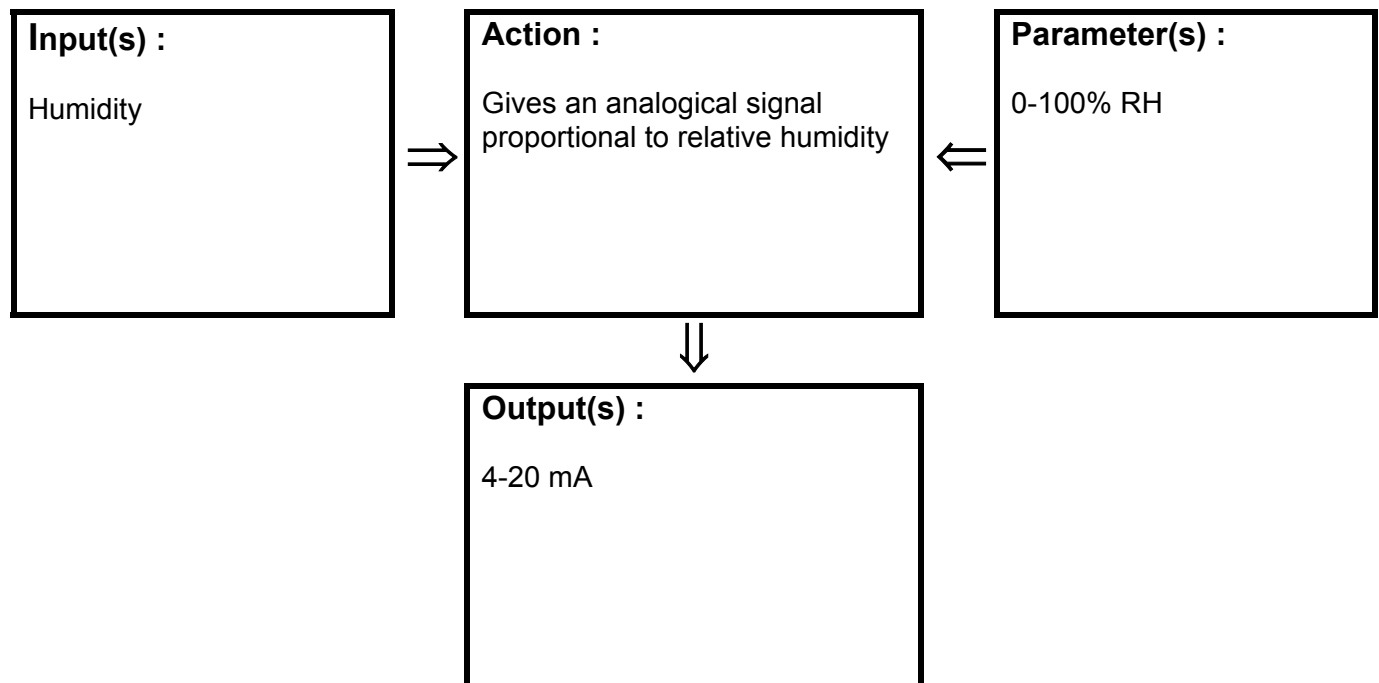 Input(s) :
Humidity
Action :
Gives an analogical signal
proportional to relative humidity
Parameter(s) :
0-100% RH
Output(s) :
4-20 mA